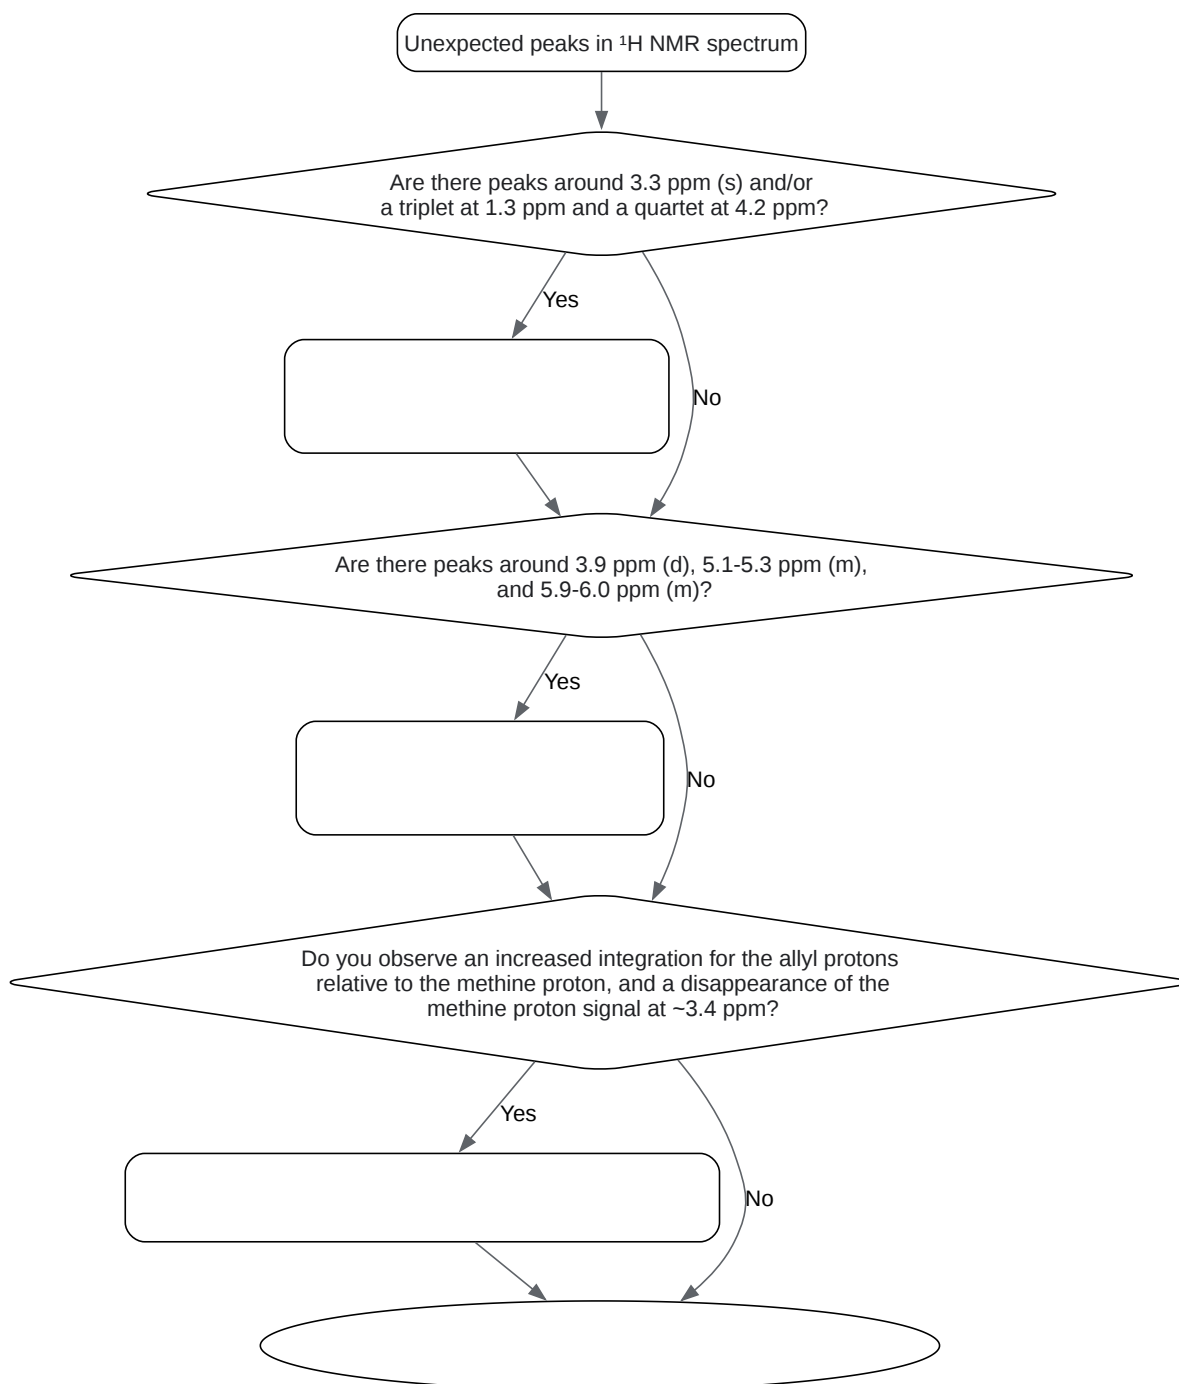 Unexpected peaks in ¹H NMR spectrum
Are there peaks around 3.3 ppm (s) and/or
a triplet at 1.3 ppm and a quartet at 4.2 ppm?
Yes
No
Are there peaks around 3.9 ppm (d), 5.1-5.3 ppm (m),
and 5.9-6.0 ppm (m)?
Yes
No
Do you observe an increased integration for the allyl protons
relative to the methine proton, and a disappearance of the
methine proton signal at ~3.4 ppm?
Yes
No